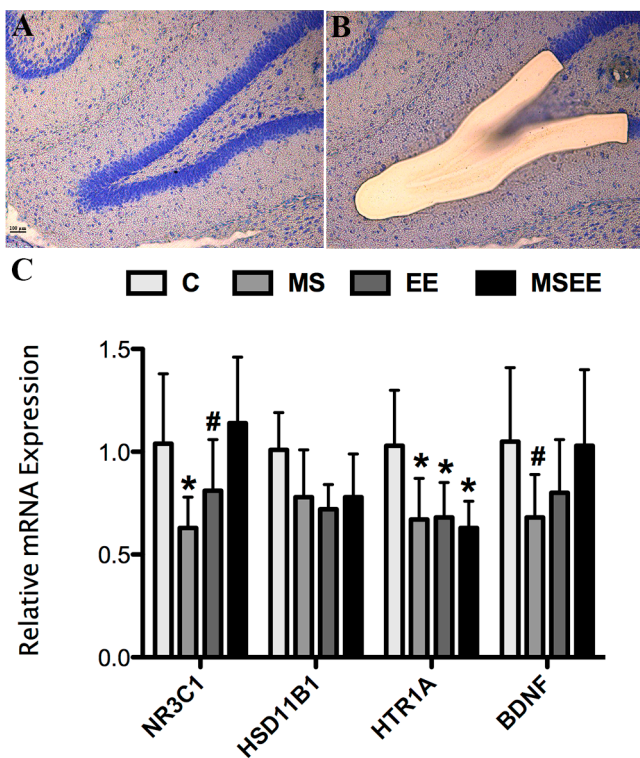 A
B
100 μm
C
C MS EE MSEE
Relative mRNA Expression
1.5
1.0
0.5
0.0
* # * * * #
NR3C1 HSD11B1 HTR1A BDNF